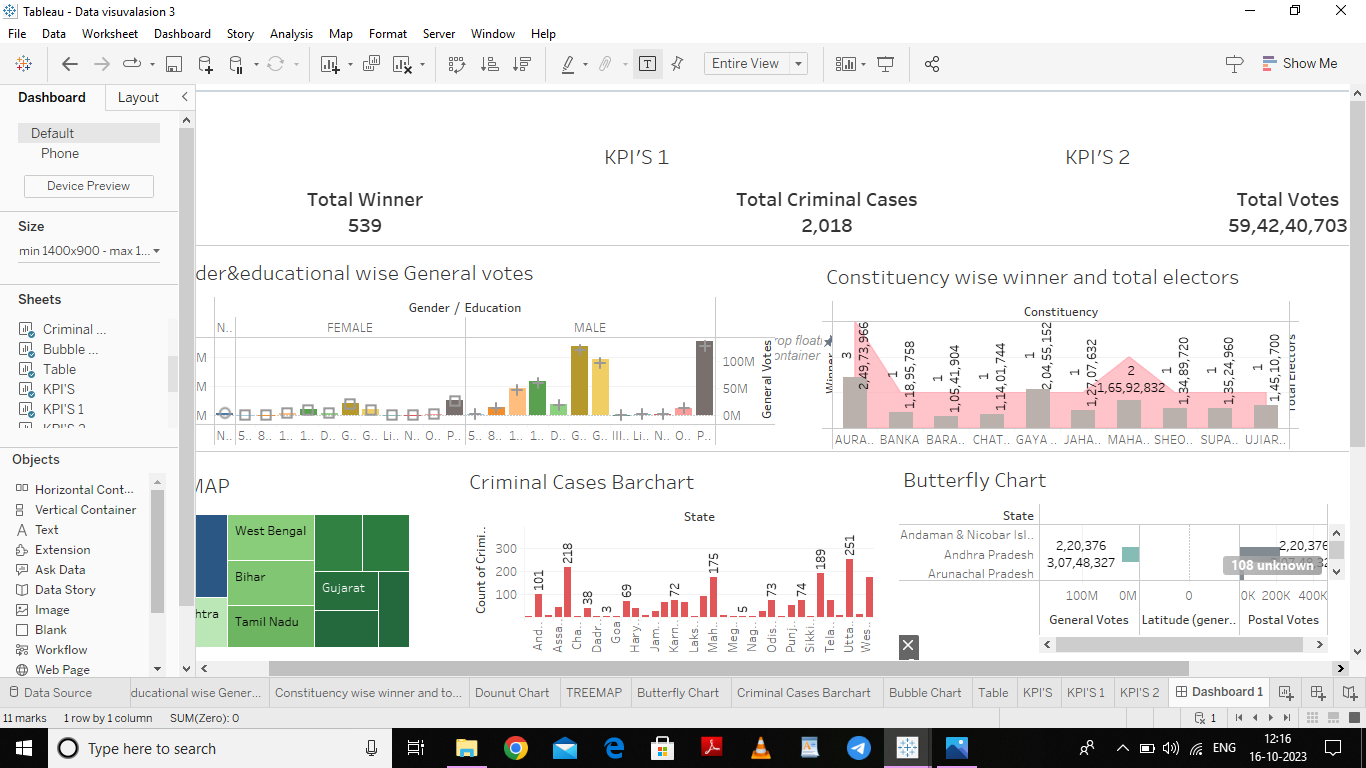 Tableau - Data visuvalasion 3
File Data Worksheet Dashboard Story Analysis Map Format Server Window Help
Entire View
Show Me
Dashboard Layout
Default
Phone
Device Preview
Size
min 1400x900 - max 1...
Sheets
Criminal ...
Bubble ...
Table
KPI'S
KPI'S 1
KPI'S 2
Objects
Horizontal Cont...
Vertical Container
Text
Extension
Ask Data
Data Story
Image
Blank
Workflow
Web Page
KPI'S 1
KPI'S 2
Total Winner
539
Total Criminal Cases
2,018
Total Votes
59,42,40,703
der&educational wise General votes
Gender / Education
N.. FEMALE MALE
100M
50M
0M
General Votes
N.. 5.. 8.. 1.. 1.. D.. G.. G.. Li.. N.. O.. P.. 5.. 8.. 1.. 1.. D.. G.. G.. III.. Li.. N.. O.. P..
Constituency wise winner and total electors
Constituency
Winner
Total Electors
3 2,49,73,966
1 1,18,95,758
1 1,05,41,904
1 1,14,01,744
1 2,04,55,152
1 1,27,07,632
2 1,65,92,832
1 1,34,89,720
1 1,35,24,960
1 1,45,10,700
AURA.. BANKA BARA.. CHAT.. GAYA .. JAHA.. MAHA.. SHEO.. SUPA.. UJIAR..
MAP
West Bengal
Bihar
Tamil Nadu
Gujarat
htra
Criminal Cases Barchart
State
Count of Crimi..
300
200
100
101 218 38 3 69 72 175 5 73 74 189 251
And.. Assa.. Cha.. Dadr.. Goa Hary.. Jam.. Karn.. Laks.. Mah.. Meg.. Nag.. Odis.. Punj.. Sikki.. Tela.. Utta.. Wes..
Butterfly Chart
State
Andaman & Nicobar Isl..
Andhra Pradesh
Arunachal Pradesh
2,20,376
3,07,48,327
2,20,376
108 unknown
100M 0M 0 0K 200K 400K
General Votes Latitude (gener.. Postal Votes
Data Source ducational wise Gener... Constituency wise winner and to... Dounut Chart TREEMAP Butterfly Chart Criminal Cases Barchart Bubble Chart Table KPI'S KPI'S 1 KPI'S 2 Dashboard 1
11 marks 1 row by 1 column SUM(Zero): 0
1
Type here to search
ENG
12:16
16-10-2023